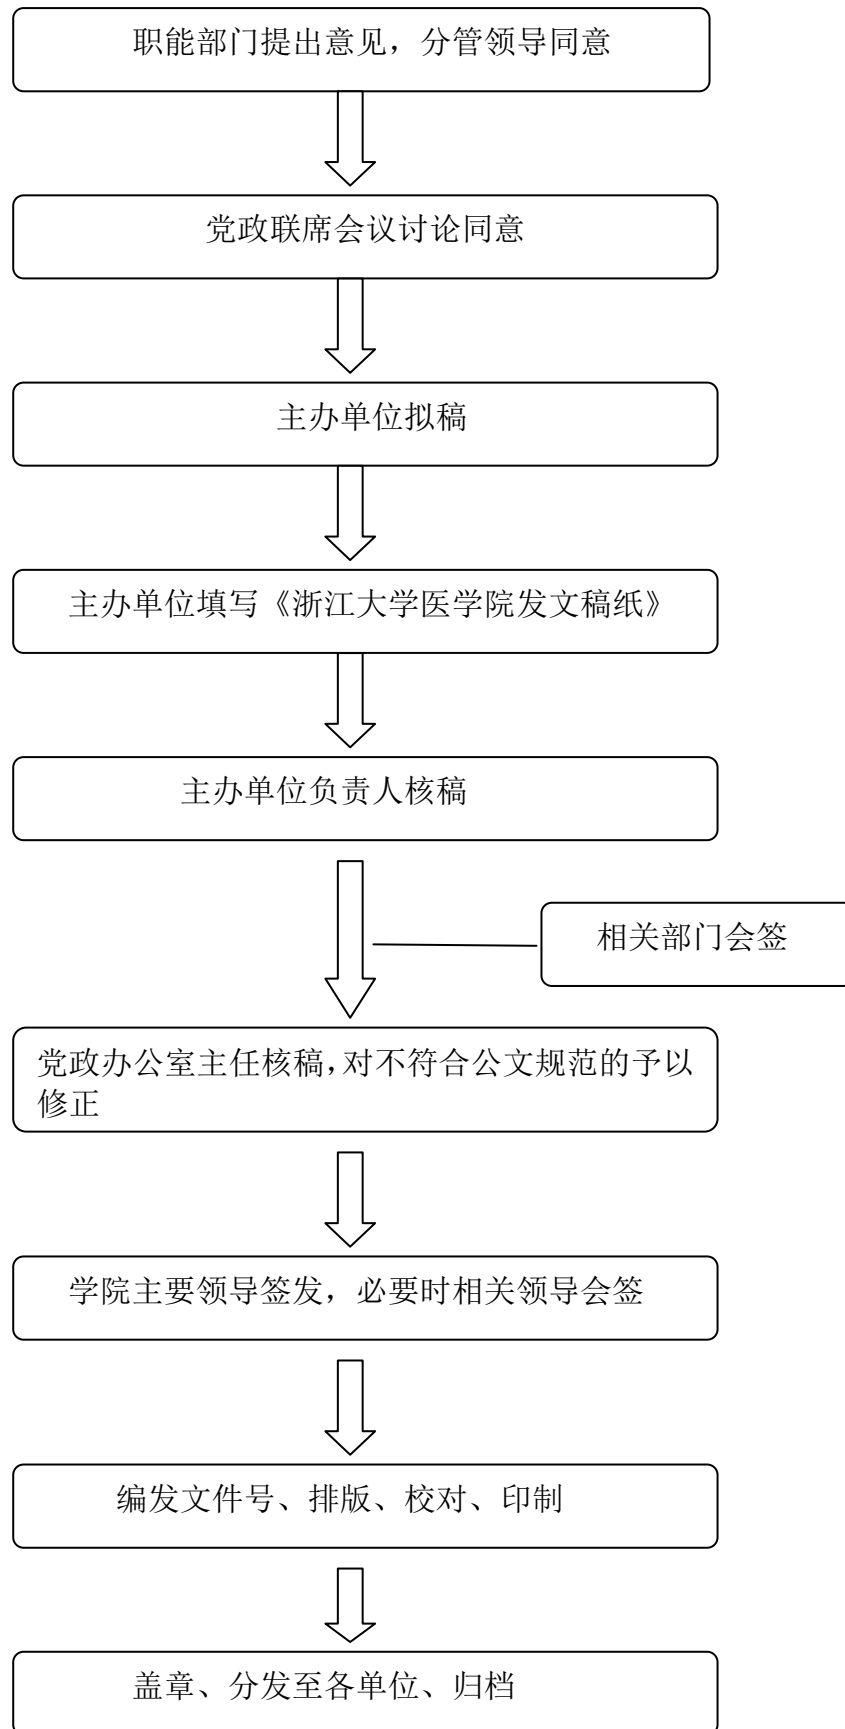 职能部门提出意见，分管领导同意
党政联席会议讨论同意
主办单位拟稿
主办单位填写《浙江大学医学院发文稿纸》
主办单位负责人核稿
相关部门会签
党政办公室主任核稿，对不符合公文规范的予以
修正
学院主要领导签发，必要时相关领导会签
编发文件号、排版、校对、印制
盖章、分发至各单位、归档